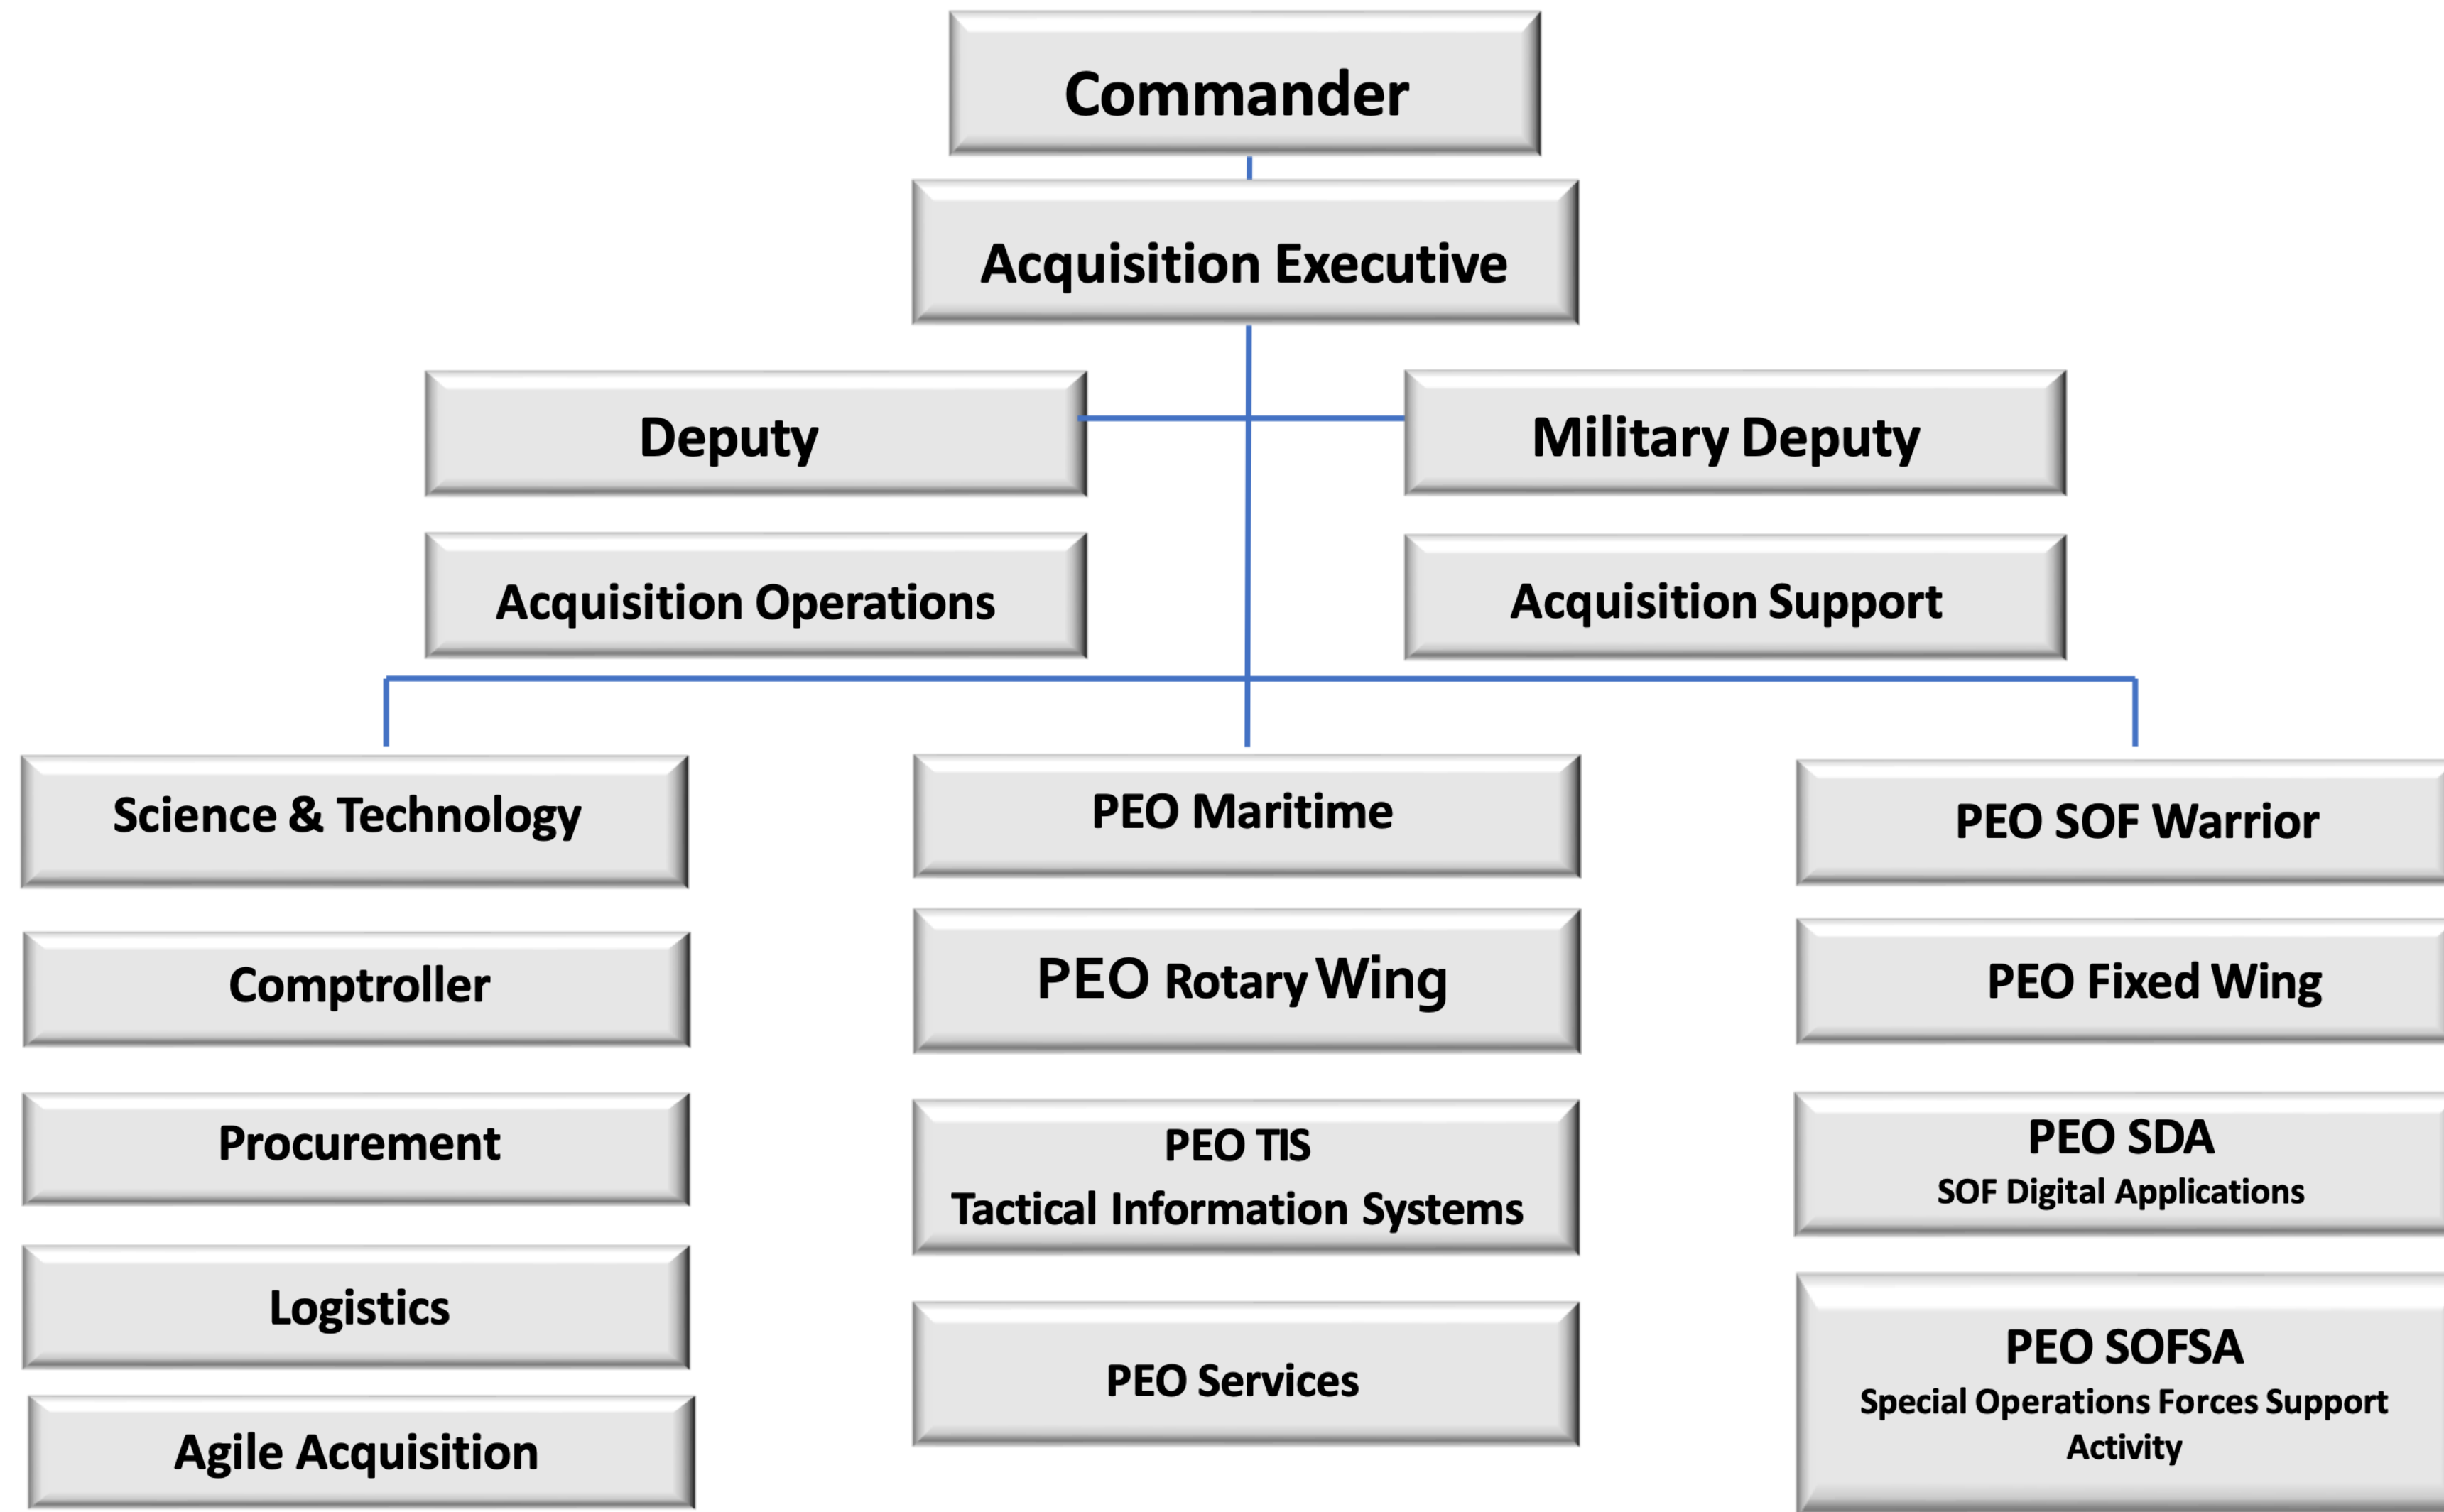 Commander
Acquisition Executive
Deputy
Military Deputy
Acquisition Operations
Acquisition Support
Science & Technology
Comptroller
Procurement
Logistics
Agile Acquisition
PEO Maritime
PEO Rotary Wing
PEO TIS
Tactical Information Systems
PEO Services
PEO SOF Warrior
PEO Fixed Wing
PEO SDA
SOF Digital Applications
PEO SOFSA
Special Operations Forces Support
Activity